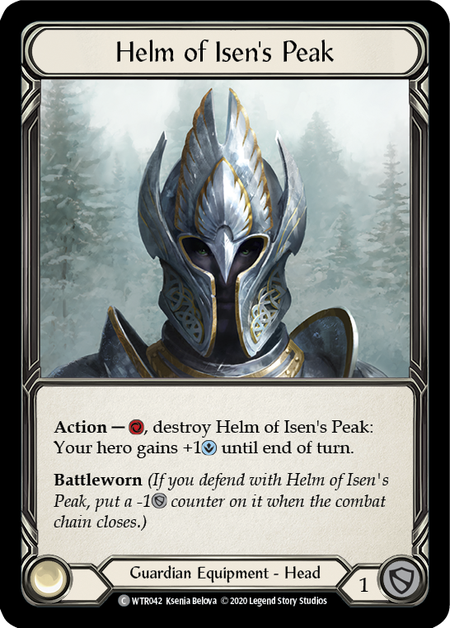 Helm of Isen's Peak
Action — , destroy Helm of Isen's Peak:
Your hero gains +1 until end of turn.
Battleworn (If you defend with Helm of Isen's
Peak, put a -1 counter on it when the combat
chain closes.)
Guardian Equipment - Head
1
C WTR042 Ksenia Belova © 2020 Legend Story Studios